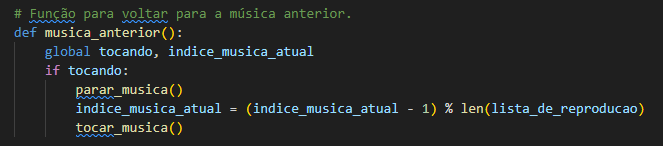 # Função para voltar para a música anterior.
def musica_anterior():
    global tocando, indice_musica_atual
    if tocando:
        parar_musica()
        indice_musica_atual = (indice_musica_atual - 1) % len(lista_de_reproducao)
        tocar_musica()